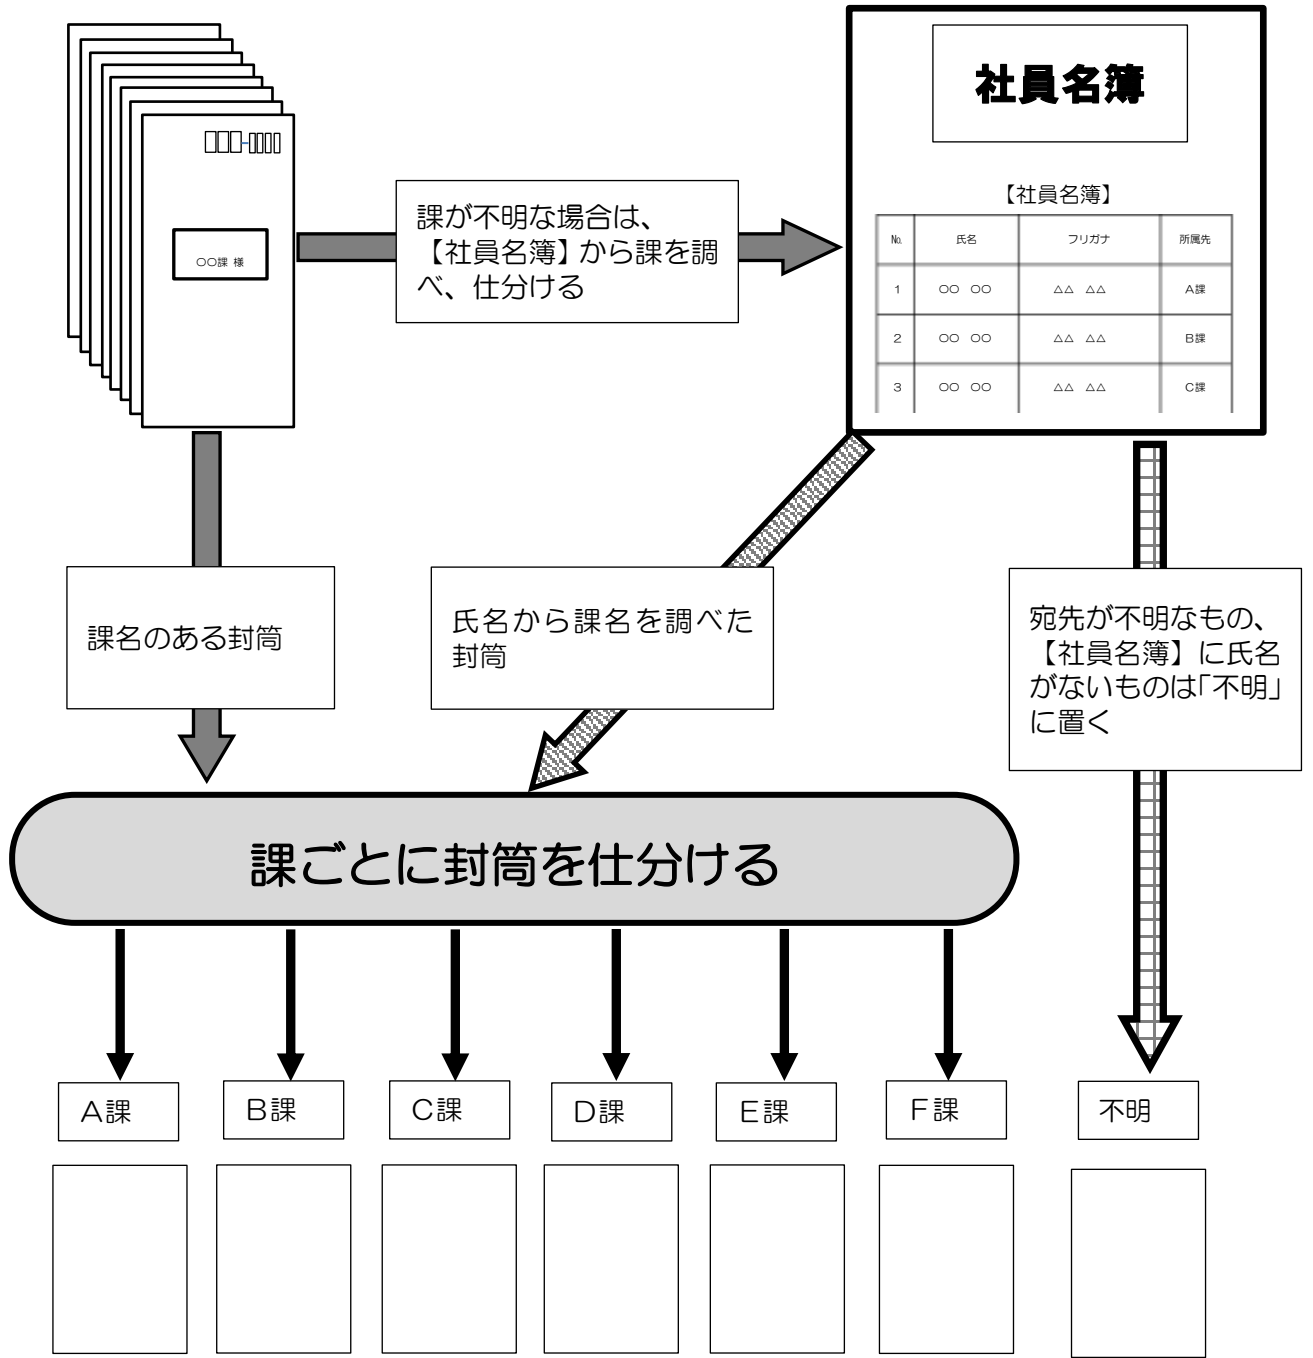 〇〇課 様
課が不明な場合は、
【社員名簿】から課を調
べ、仕分ける
社員名簿
【社員名簿】
No. 氏名 フリガナ 所属先
1 〇〇 〇〇 △△ △△ A課
2 〇〇 〇〇 △△ △△ B課
3 〇〇 〇〇 △△ △△ C課
課名のある封筒
氏名から課名を調べた
封筒
宛先が不明なもの、
【社員名簿】に氏名
がないものは「不明」
に置く
課ごとに封筒を仕分ける
A課 B課 C課 D課 E課 F課 不明